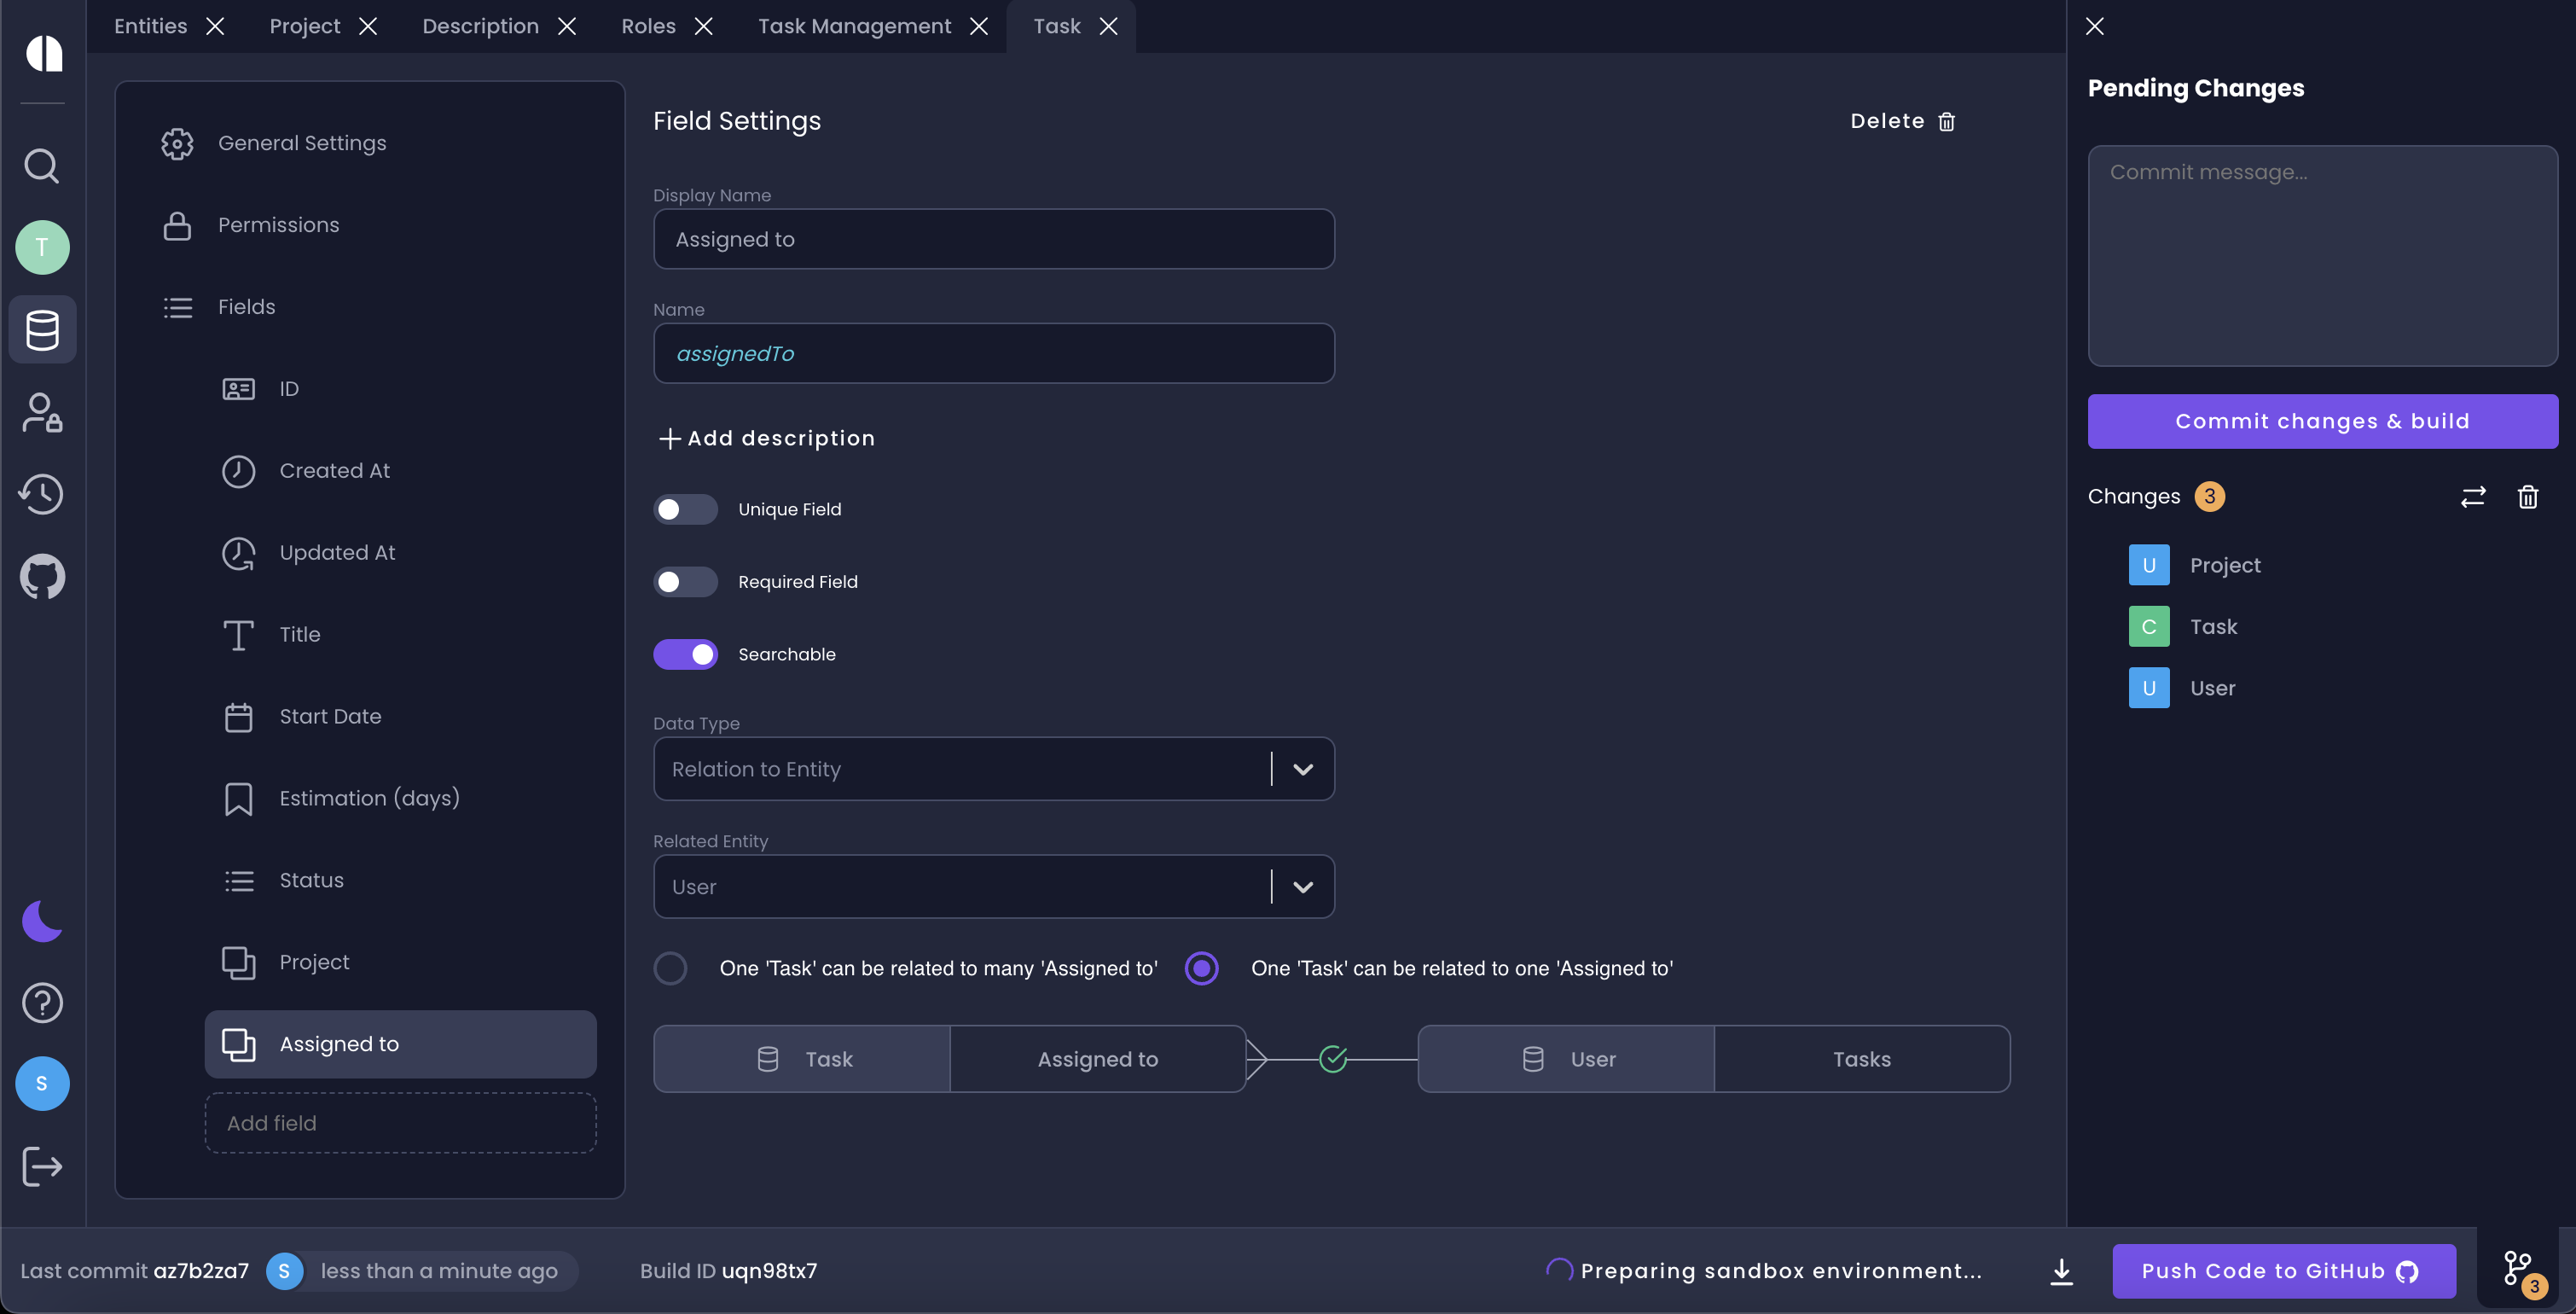 Entities
Project
Description
Roles
Task Management
Task
T
S
General Settings
Permissions
Fields
ID
Created At
Updated At
Title
Start Date
Estimation (days)
Status
Project
Assigned to
Add field
Field Settings
Delete
Display Name
Assigned to
Name
assignedTo
Add description
Unique Field
Required Field
Searchable
Data Type
Relation to Entity
Related Entity
User
One 'Task' can be related to many 'Assigned to'
One 'Task' can be related to one 'Assigned to'
Task
Assigned to
User
Tasks
Pending Changes
Commit message...
Commit changes & build
Changes 3
U Project
C Task
U User
Last commit az7b2za7
S less than a minute ago
Build ID uqn98tx7
Preparing sandbox environment...
Push Code to GitHub
3